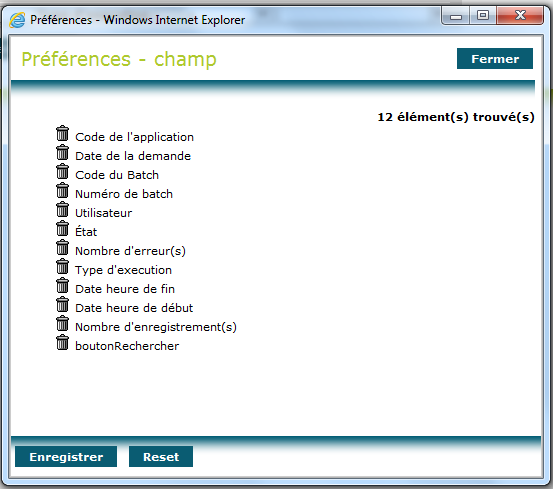 Préférences - Windows Internet Explorer
Préférences - champ
Fermer
12 élément(s) trouvé(s)
Code de l'application
Date de la demande
Code du Batch
Numéro de batch
Utilisateur
État
Nombre d'erreur(s)
Type d'execution
Date heure de fin
Date heure de début
Nombre d'enregistrement(s)
boutonRechercher
Enregistrer
Reset